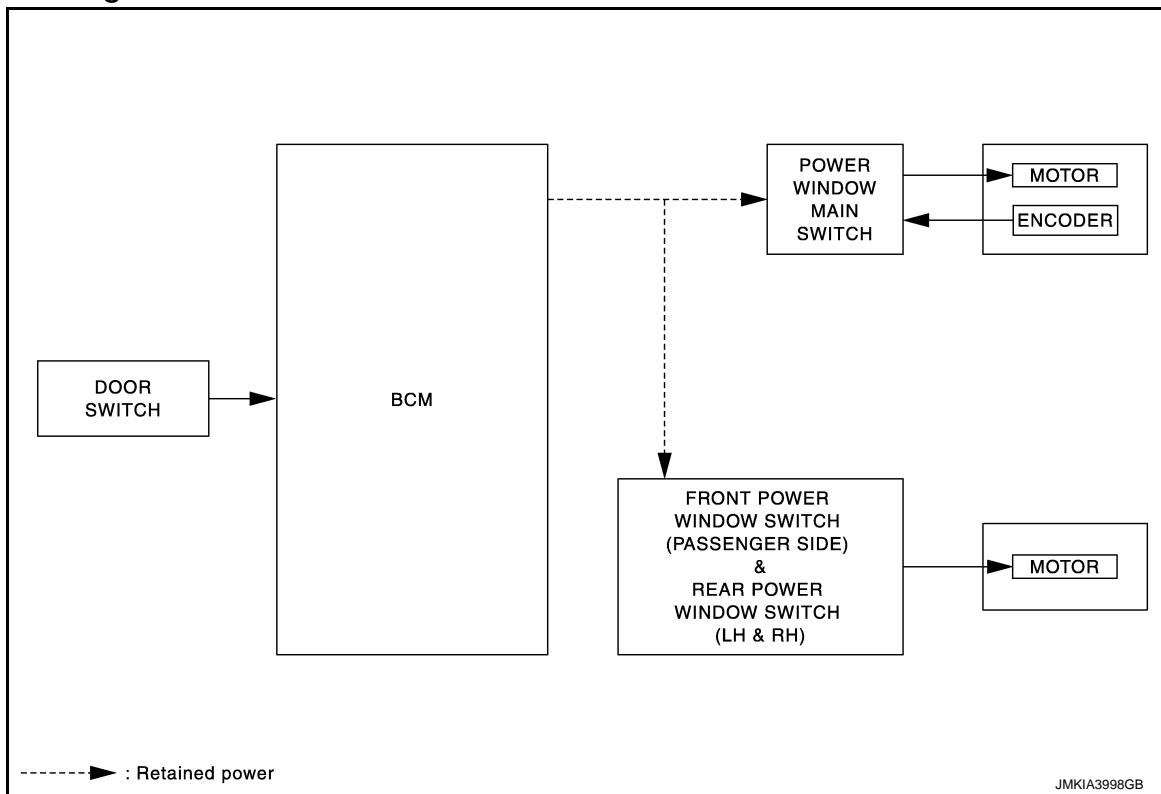 DOOR
SWITCH
BCM
POWER
WINDOW
MAIN
SWITCH
MOTOR
ENCODER
FRONT POWER
WINDOW SWITCH
(PASSENGER SIDE)
&
REAR POWER
WINDOW SWITCH
(LH & RH)
MOTOR
: Retained power
JMKIA3998GB